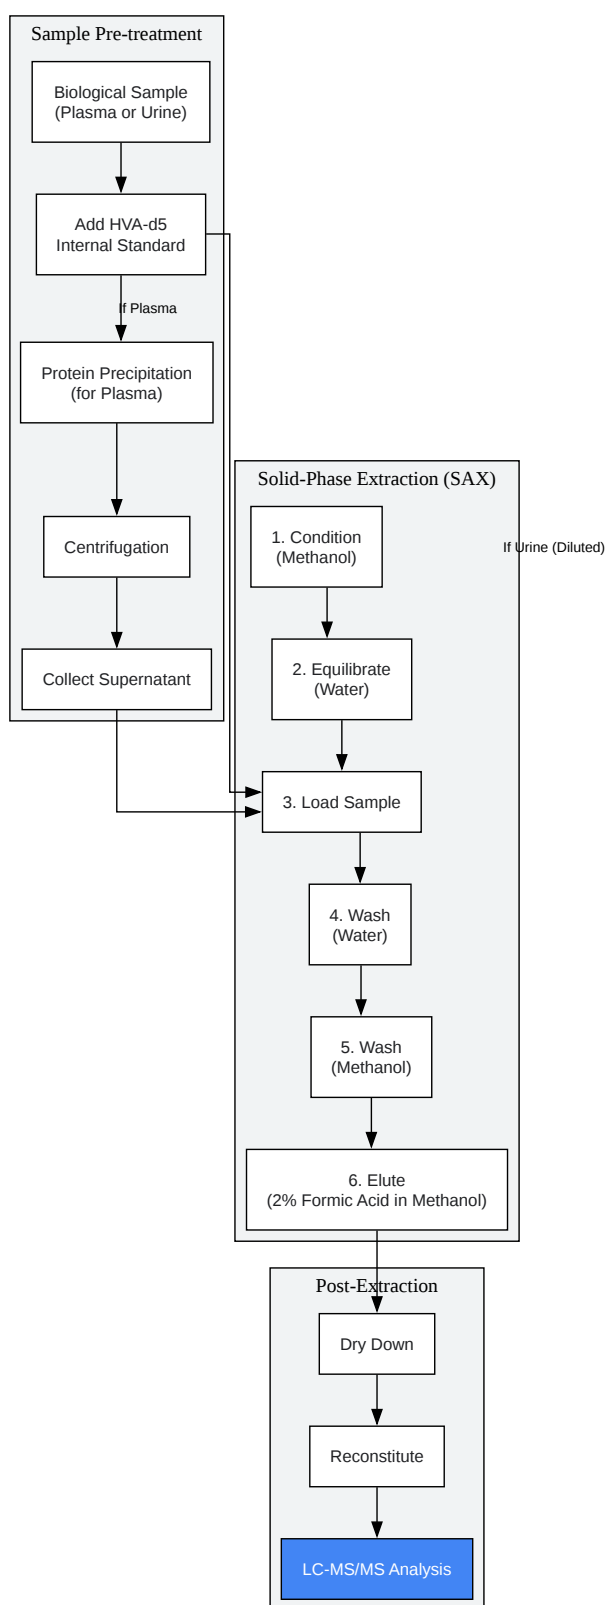 Sample Pre-treatment
Biological Sample
(Plasma or Urine)
Add HVA-d5
Internal Standard
If Plasma
Protein Precipitation
(for Plasma)
Centrifugation
Collect Supernatant
Solid-Phase Extraction (SAX)
1. Condition
(Methanol)
If Urine (Diluted)
2. Equilibrate
(Water)
3. Load Sample
4. Wash
(Water)
5. Wash
(Methanol)
6. Elute
(2% Formic Acid in Methanol)
Post-Extraction
Dry Down
Reconstitute
LC-MS/MS Analysis